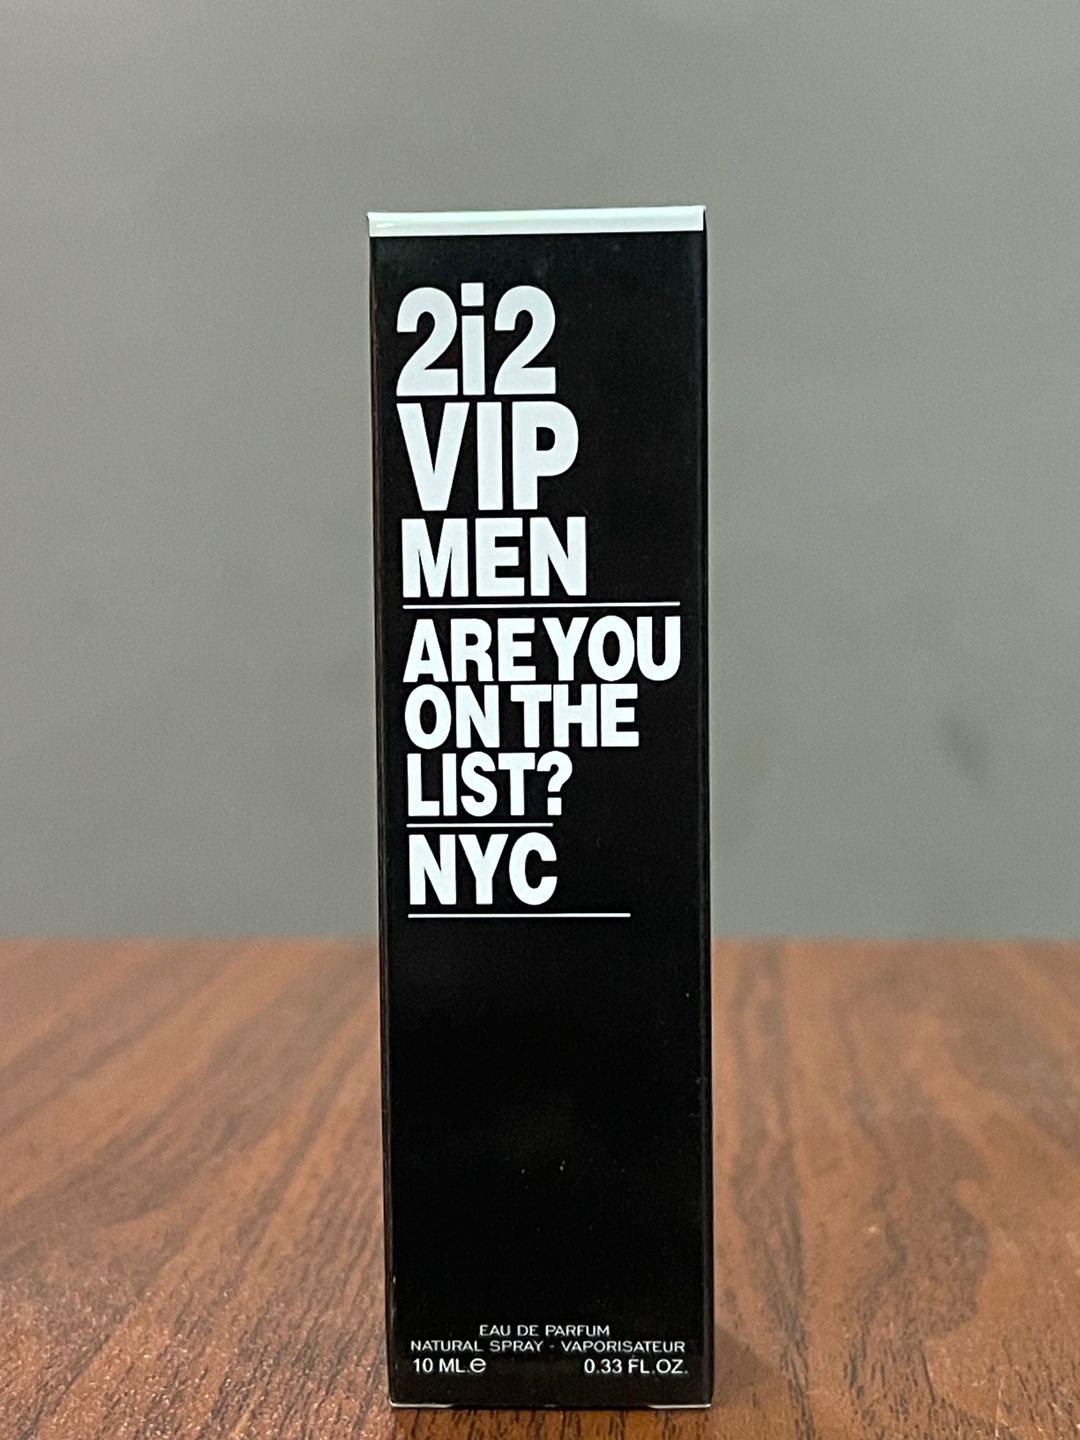 2i2
VIP
MEN
ARE YOU
ON THE
LIST?
NYC
EAU DE PARFUM
NATURAL SPRAY - VAPORISATEUR
10 ML.℮ 0.33 FL.OZ.